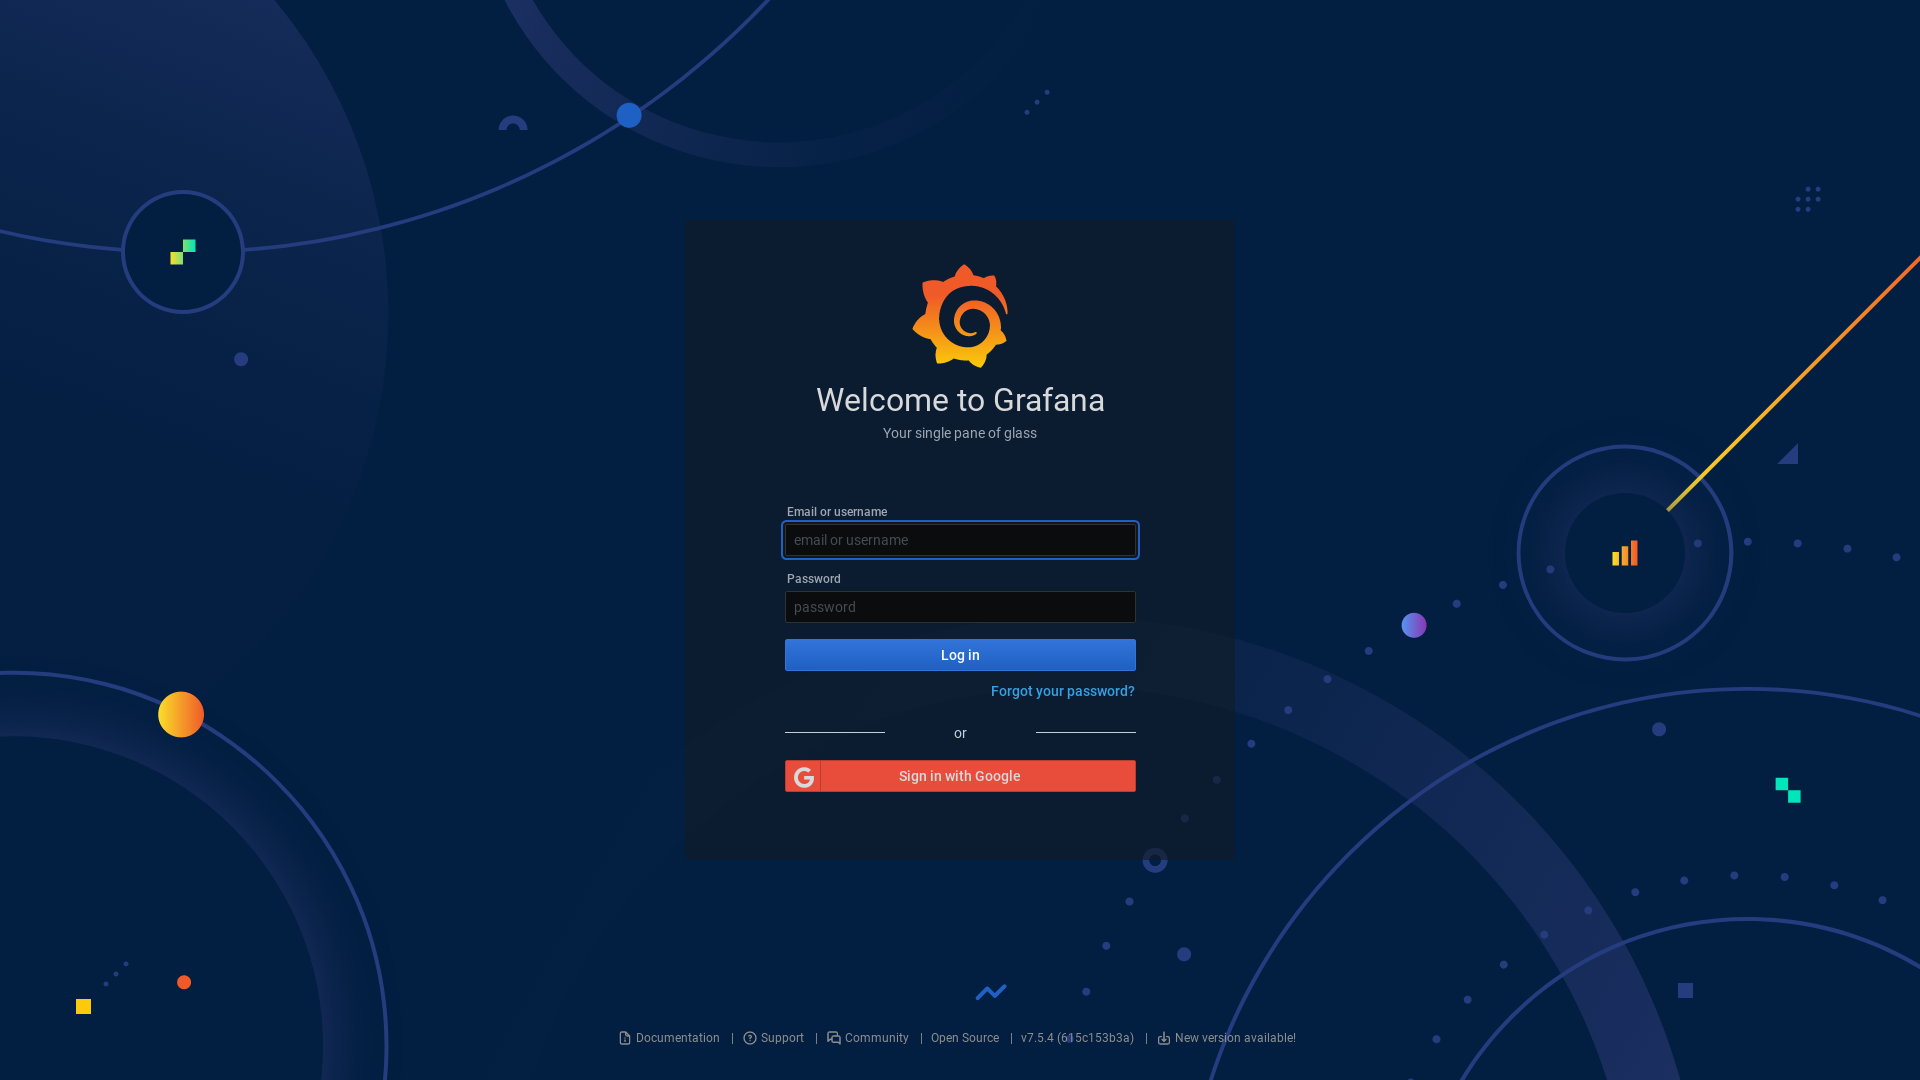 Welcome to Grafana
Your single pane of glass
Email or username
email or username
Password
password
Log in
Forgot your password?
or
Sign in with Google
Documentation | Support | Community | Open Source | v7.5.4 (615c153b3a) | New version available!